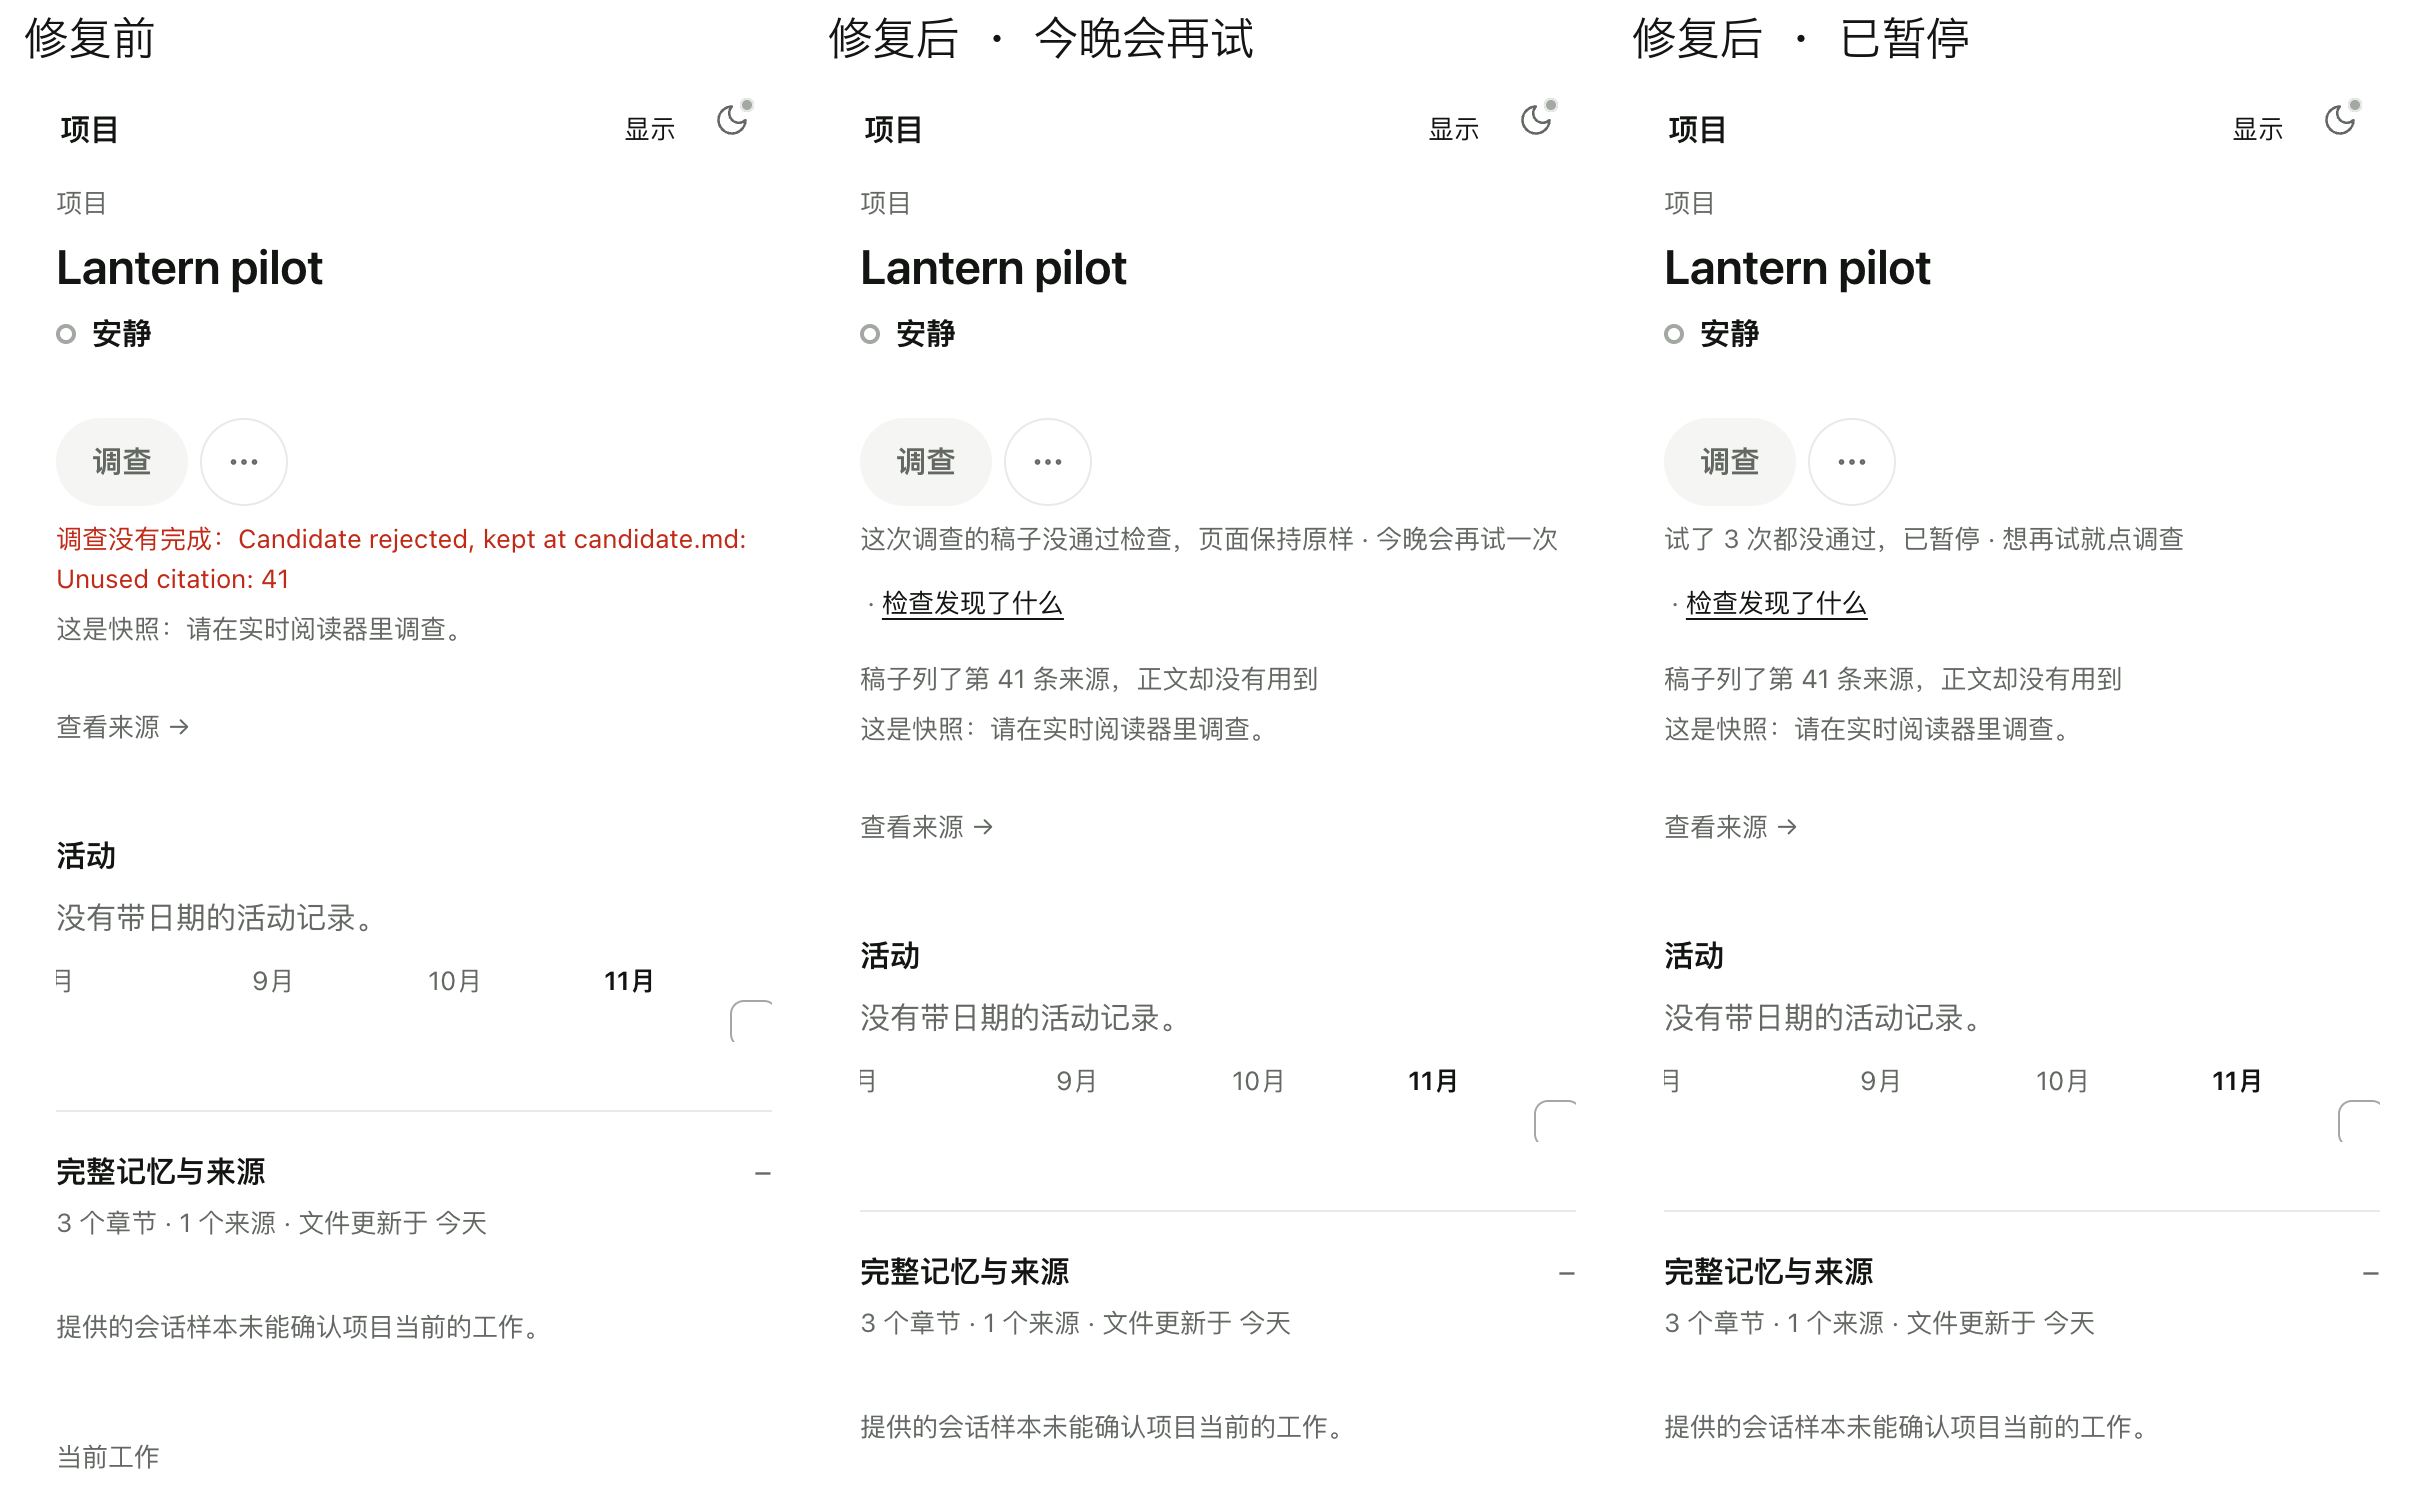 修复前
项目
显示
项目
Lantern pilot
安静
调查
调查没有完成：Candidate rejected, kept at candidate.md:
Unused citation: 41
这是快照：请在实时阅读器里调查。
查看来源 →
活动
没有带日期的活动记录。
月 9月 10月 11月
完整记忆与来源 –
3 个章节 · 1 个来源 · 文件更新于 今天
提供的会话样本未能确认项目当前的工作。
当前工作
修复后 · 今晚会再试
项目
显示
项目
Lantern pilot
安静
调查
这次调查的稿子没通过检查，页面保持原样 · 今晚会再试一次
· 检查发现了什么
稿子列了第 41 条来源，正文却没有用到
这是快照：请在实时阅读器里调查。
查看来源 →
活动
没有带日期的活动记录。
月 9月 10月 11月
完整记忆与来源 –
3 个章节 · 1 个来源 · 文件更新于 今天
提供的会话样本未能确认项目当前的工作。
修复后 · 已暂停
项目
显示
项目
Lantern pilot
安静
调查
试了 3 次都没通过，已暂停 · 想再试就点调查
· 检查发现了什么
稿子列了第 41 条来源，正文却没有用到
这是快照：请在实时阅读器里调查。
查看来源 →
活动
没有带日期的活动记录。
月 9月 10月 11月
完整记忆与来源 –
3 个章节 · 1 个来源 · 文件更新于 今天
提供的会话样本未能确认项目当前的工作。